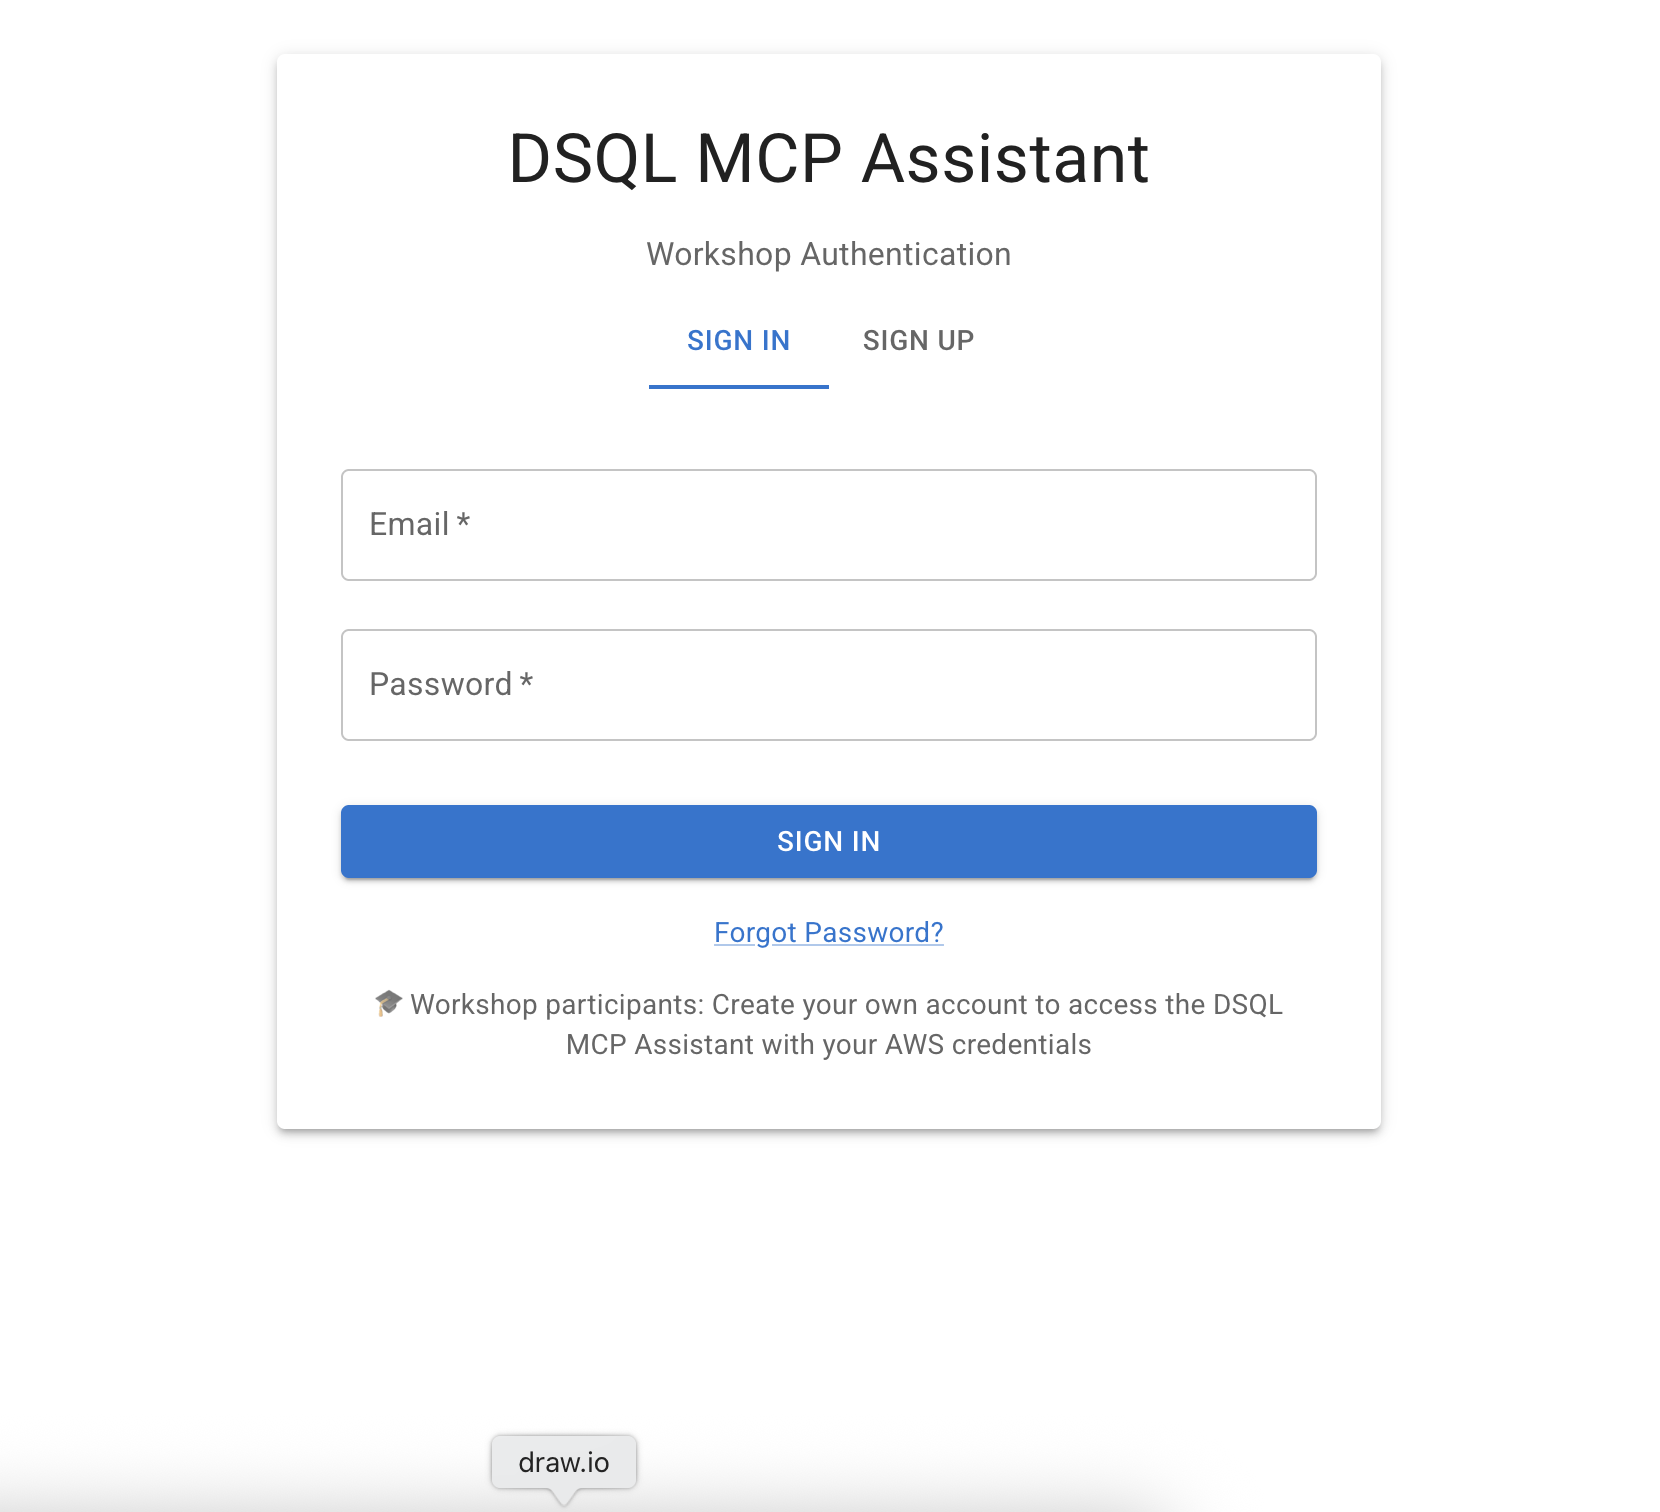 DSQL MCP Assistant
Workshop Authentication
SIGN IN SIGN UP
Email *
Password *
SIGN IN
Forgot Password?
🎓 Workshop participants: Create your own account to access the DSQL
MCP Assistant with your AWS credentials
draw.io